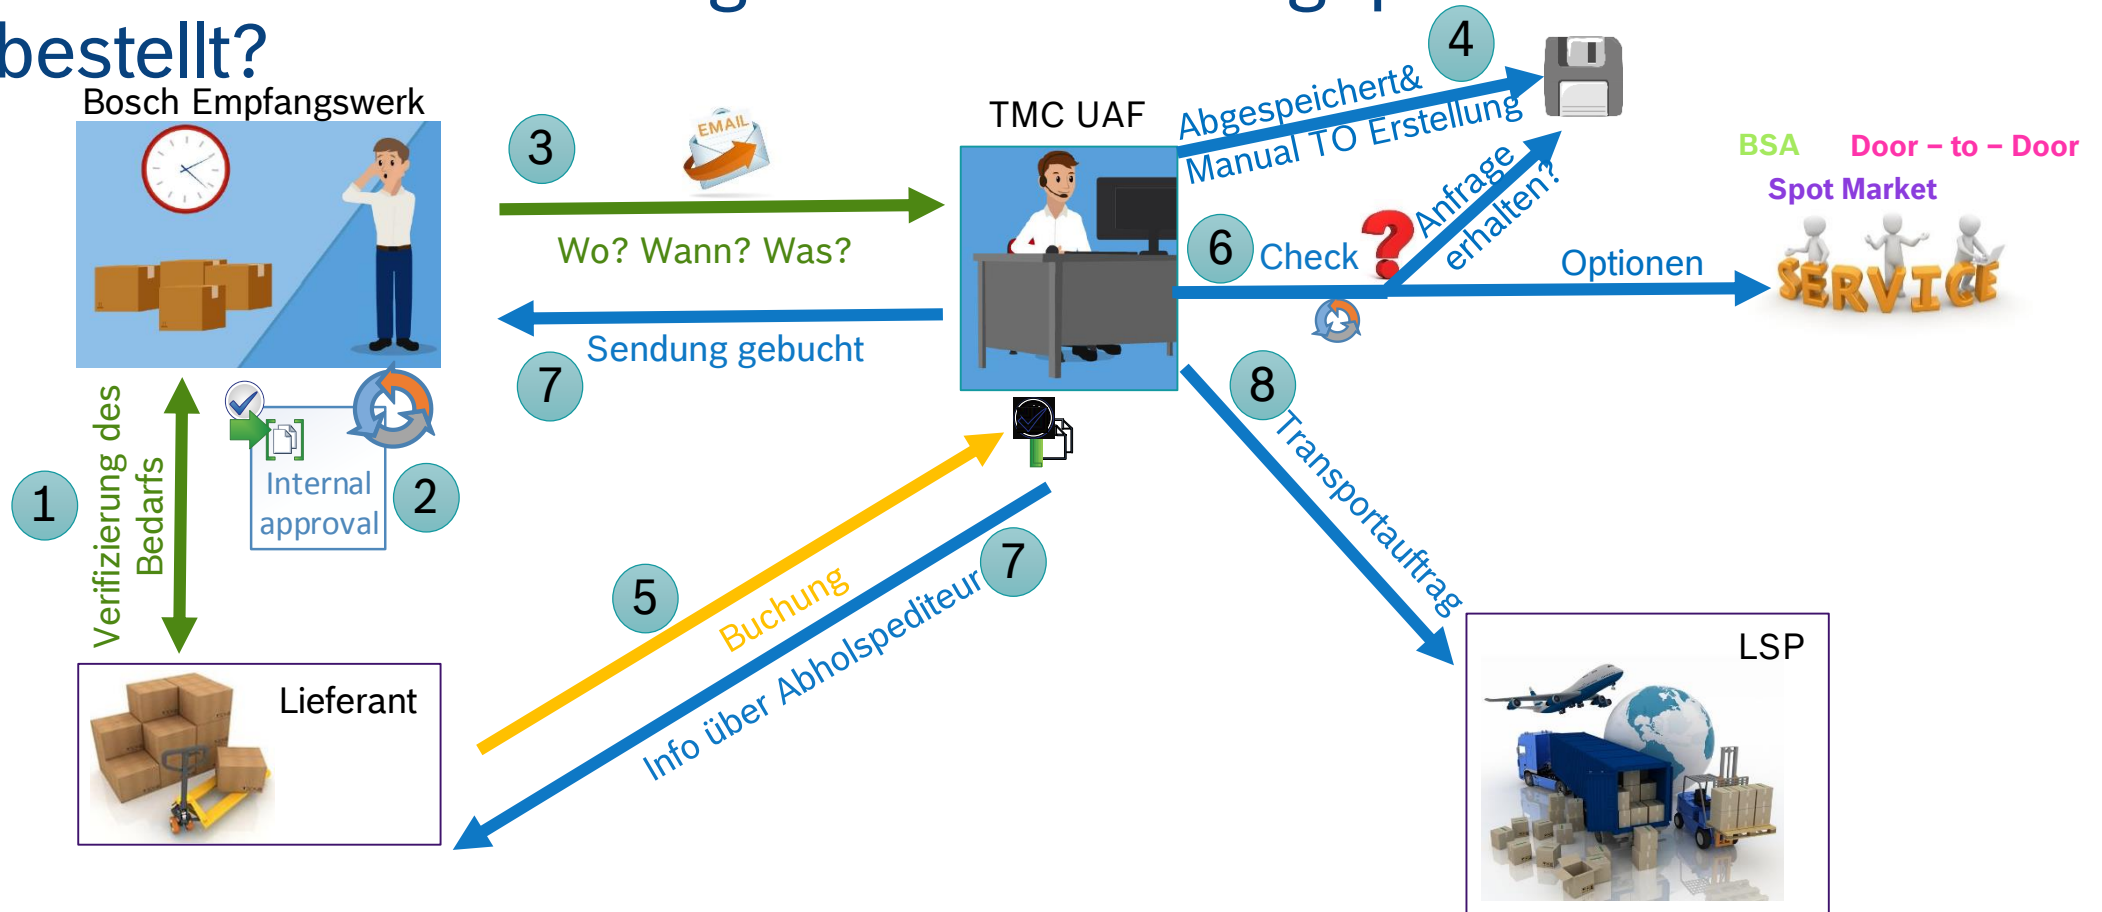 bestellt?
Bosch Empfangswerk
3
EMAIL
Wo? Wann? Was?
TMC UAF
4
Abgespeichert&
Manual TO Erstellung
BSA
Door – to – Door
Spot Market
6
Check
?
Anfrage
erhalten?
Optionen
SERVICE
Sendung gebucht
7
8
Transportauftrag
1
Verifizierung des
Bedarfs
Internal
approval
2
5
Buchung
7
Info über Abholspediteur
Lieferant
LSP